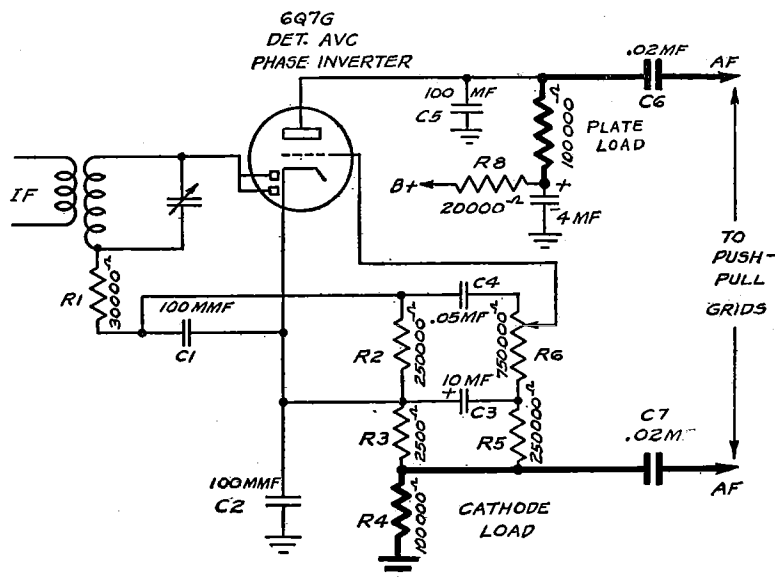 6Q7G
DET. AVC
PHASE INVERTER
.02MF
AF
C6
100 MF
C5
100000Ω
PLATE
LOAD
R8
B+
20000Ω
+
4MF
IF
R1
30000Ω
100MMF
C1
C4
.05MF
R2
250000Ω
750000Ω
R6
10MF
+
C3
R3
2500Ω
R5
250000Ω
TO
PUSH-
PULL
GRIDS
C7
.02M
AF
100MMF
C2
R4
100000Ω
CATHODE
LOAD